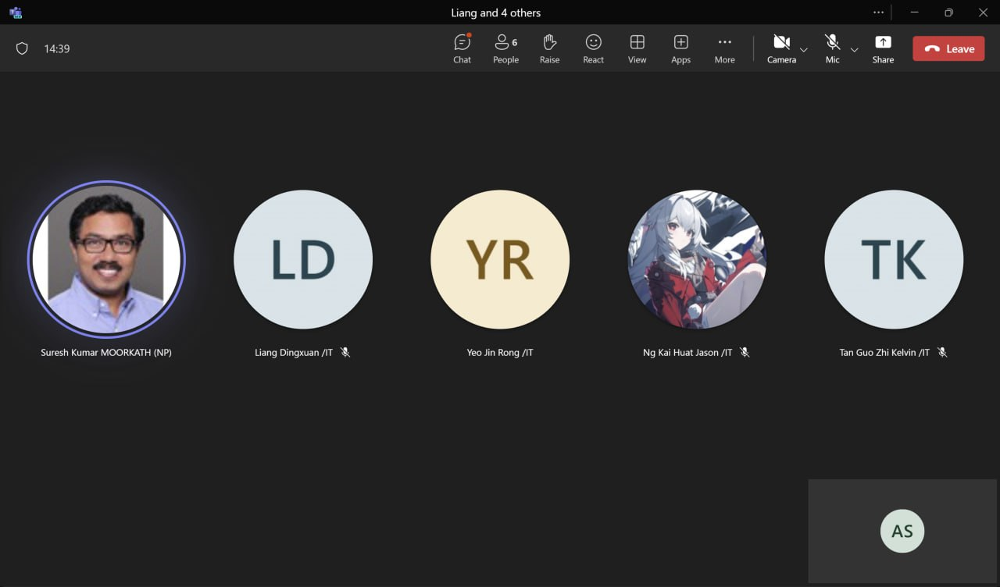 Liang and 4 others
14:39
6
Chat
People
Raise
React
View
Apps
More
Camera
Mic
Share
Leave
LD
YR
TK
Suresh Kumar MOORKATH (NP)
Liang Dingxuan /IT
Yeo Jin Rong /IT
Ng Kai Huat Jason /IT
Tan Guo Zhi Kelvin /IT
AS